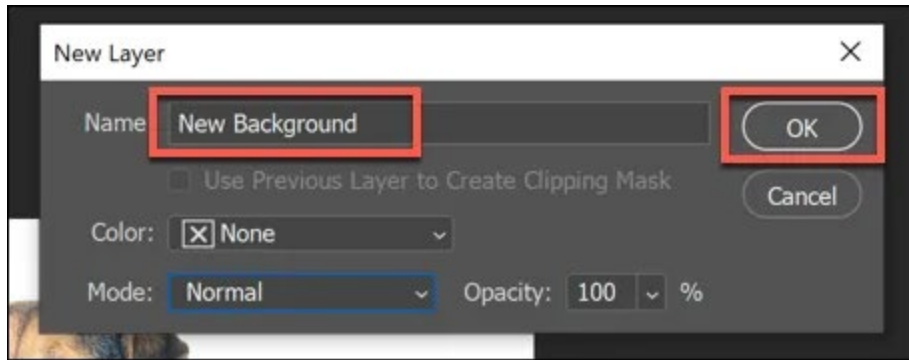 New Layer
Name New Background OK
Use Previous Layer to Create Clipping Mask
Cancel
Color: None
Mode: Normal Opacity: 100 %